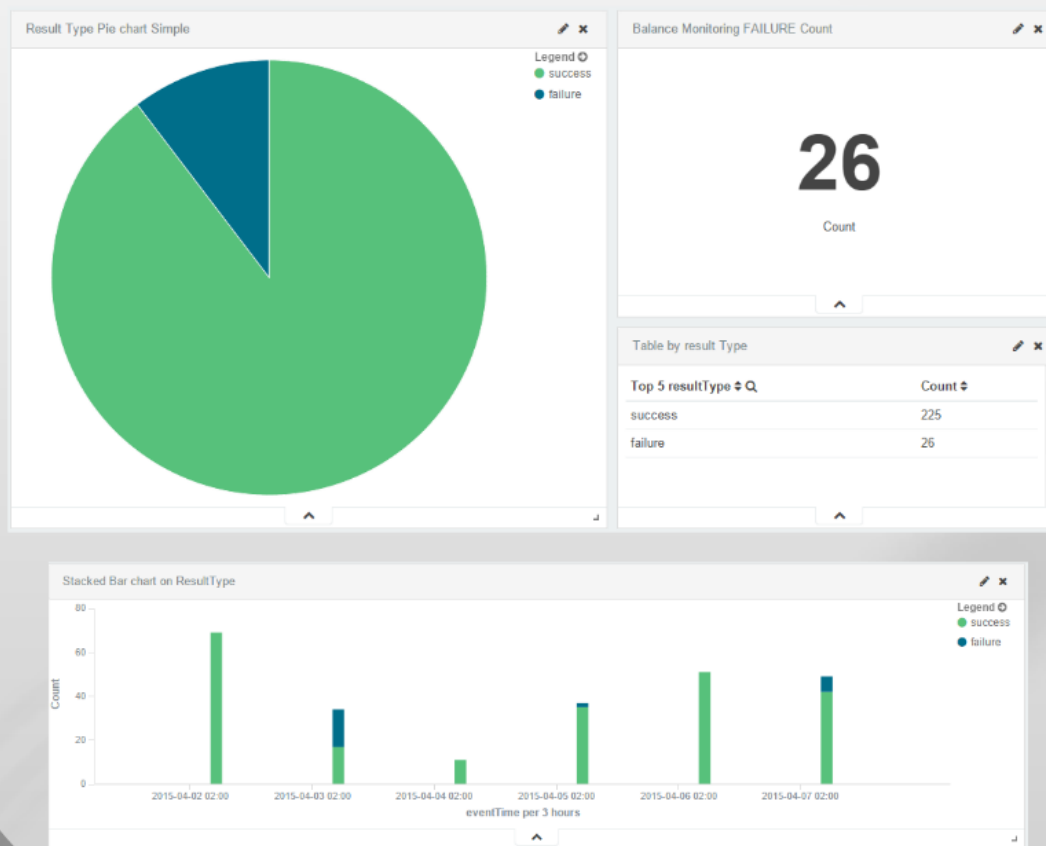 Result Type Pie chart Simple
Legend
success
failure
Balance Monitoring FAILURE Count
26
Count
Table by result Type
Top 5 resultType Count
success 225
failure 26
Stacked Bar chart on ResultType
Legend
success
failure
80
60
40
20
0
Count
2015-04-02 02:00 2015-04-03 02:00 2015-04-04 02:00 2015-04-05 02:00 2015-04-06 02:00 2015-04-07 02:00
eventTime per 3 hours